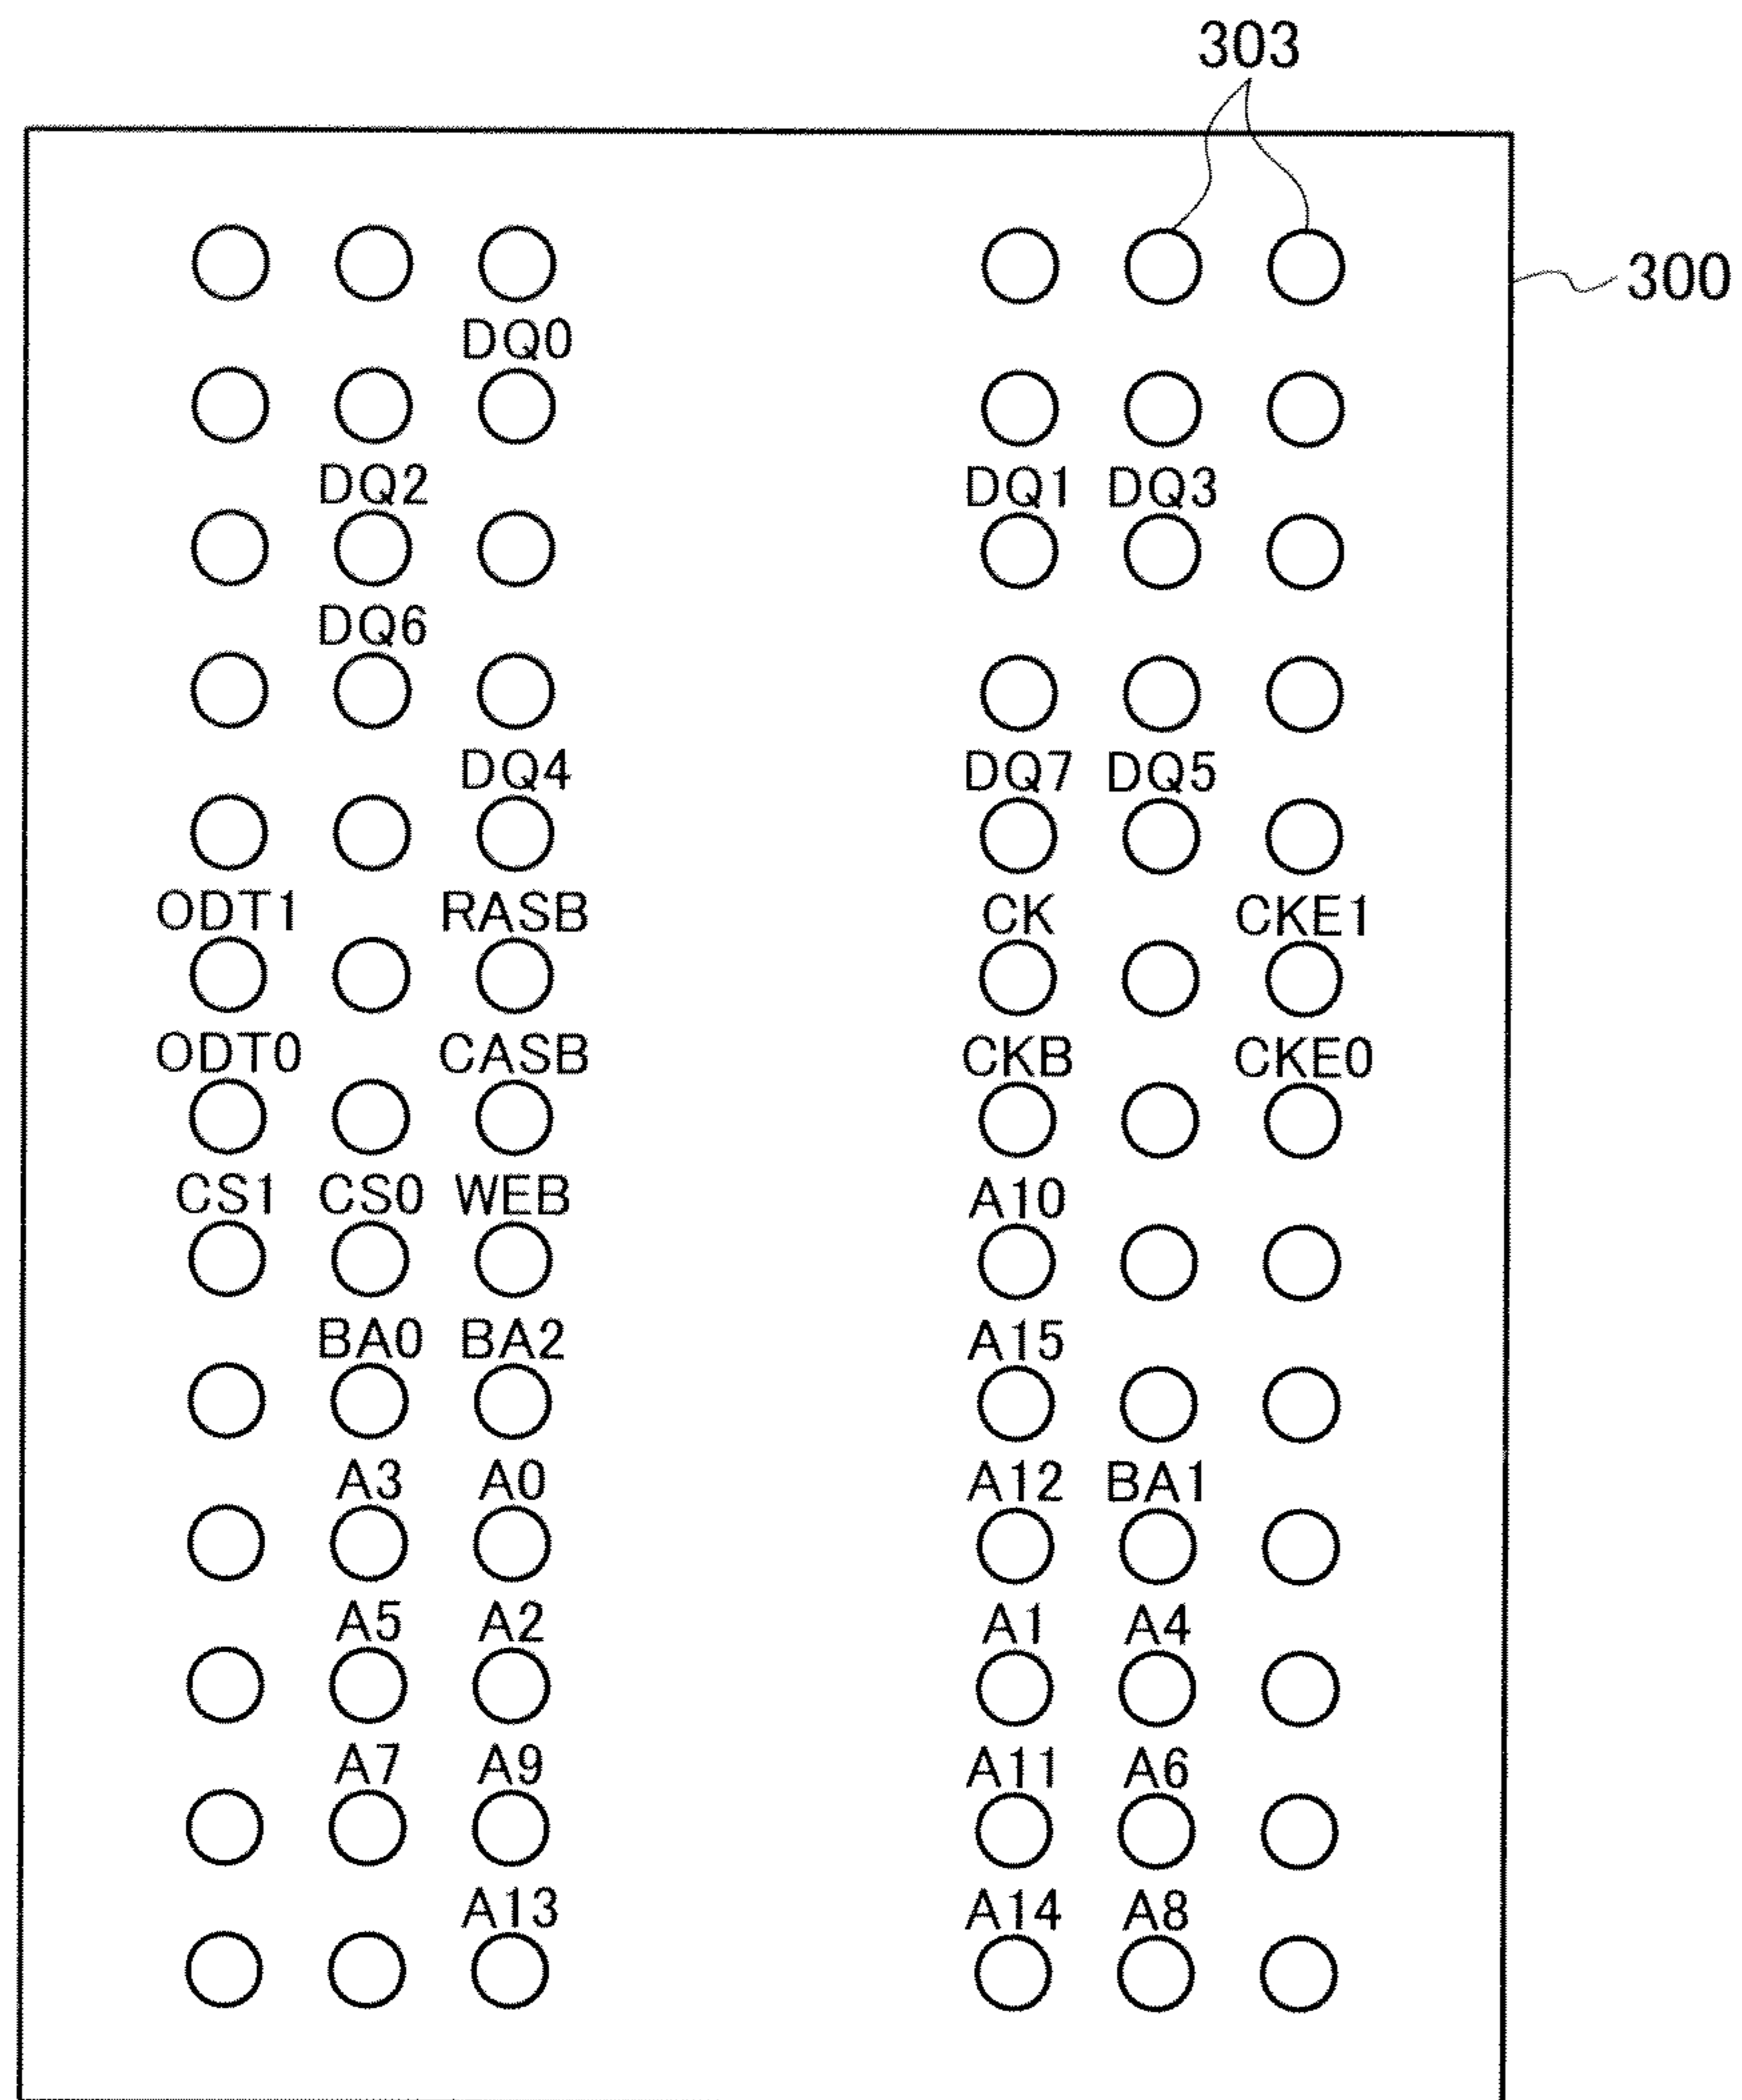 303
300
DQ0
DQ2 DQ1 DQ3
DQ6
DQ4 DQ7 DQ5
ODT1 RASB CK CKE1
ODT0 CASB CKB CKE0
CS1 CS0 WEB A10
BA0 BA2 A15
A3 A0 A12 BA1
A5 A2 A1 A4
A7 A9 A11 A6
A13 A14 A8